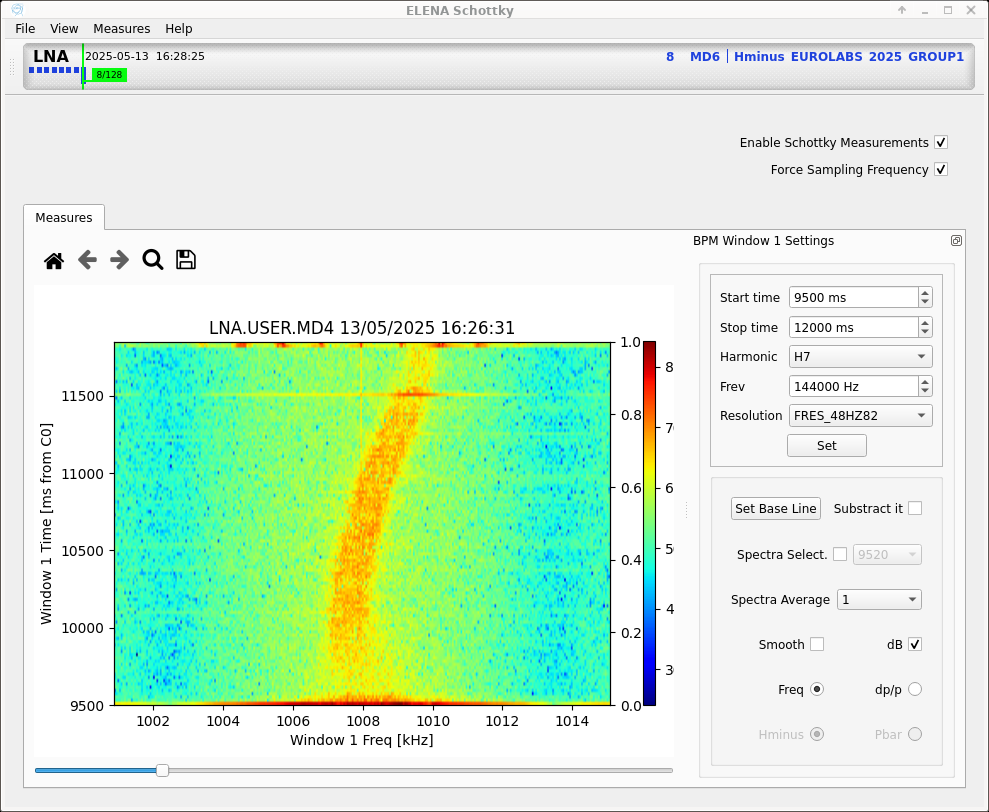 ELENA Schottky
File View Measures Help
LNA 2025-05-13 16:28:25 8 MD6 | Hminus EUROLABS 2025 GROUP1
8/128
Enable Schottky Measurements
Force Sampling Frequency
Measures
BPM Window 1 Settings
LNA.USER.MD4 13/05/2025 16:26:31
Window 1 Time [ms from C0]
11500
11000
10500
10000
9500
1002 1004 1006 1008 1010 1012 1014
Window 1 Freq [kHz]
1.0
0.8
0.6
0.4
0.2
0.0
8
7
6
5
4
3
Start time 9500 ms
Stop time 12000 ms
Harmonic H7
Frev 144000 Hz
Resolution FRES_48HZ82
Set
Set Base Line Substract it
Spectra Select. 9520
Spectra Average 1
Smooth dB
Freq dp/p
Hminus Pbar